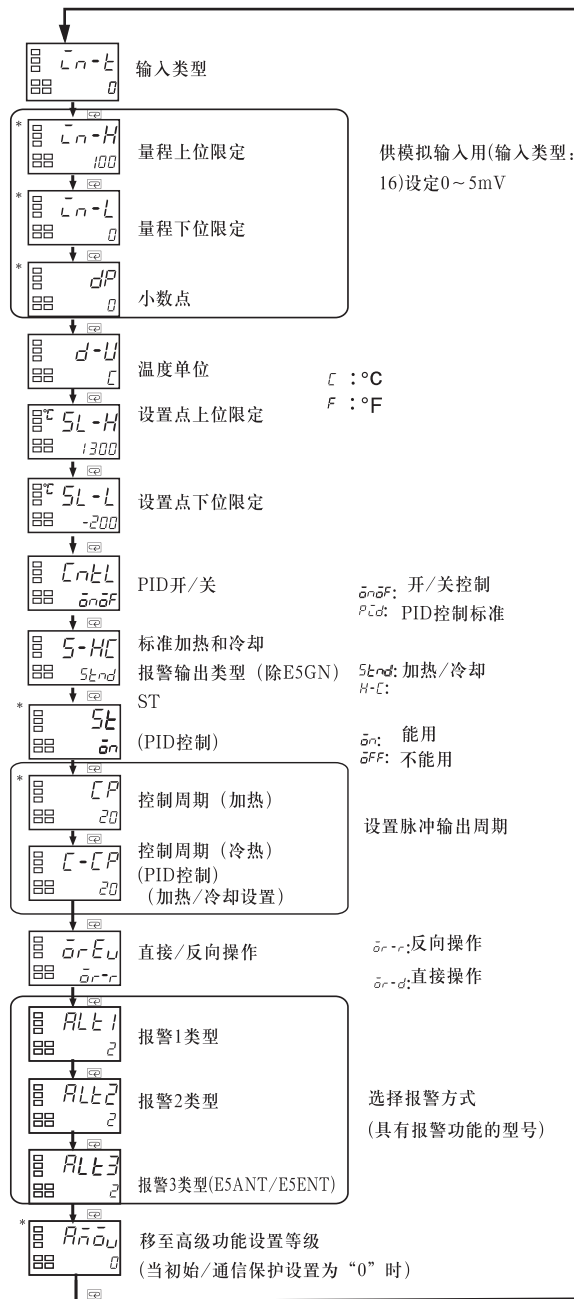 in-t
0
输入类型
*
in-H
100
量程上位限定
供模拟输入用(输入类型：
16)设定0～5mV
*
in-L
0
量程下位限定
*
dP
0
小数点
d-U
C
温度单位
C ：°C
F ：°F
℃ SL-H
1300
设置点上位限定
℃ SL-L
-200
设置点下位限定
CntL
onoF
PID开/关
onoF: 开/关控制
Pid: PID控制标准
S-HC
Stnd
标准加热和冷却
报警输出类型（除E5GN）
Stnd: 加热/冷却
H-C:
*
St
on
ST
(PID控制)
on: 能用
oFF: 不能用
*
CP
20
控制周期（加热）
设置脉冲输出周期
C-CP
20
控制周期（冷热）
(PID控制)
（加热/冷却设置）
orEv
or-r
直接/反向操作
or-r:反向操作
or-d:直接操作
ALt1
2
报警1类型
ALt2
2
报警2类型
选择报警方式
(具有报警功能的型号)
ALt3
2
报警3类型(E5ANT/E5ENT)
*
Amov
0
移至高级功能设置等级
(当初始/通信保护设置为“0”时)